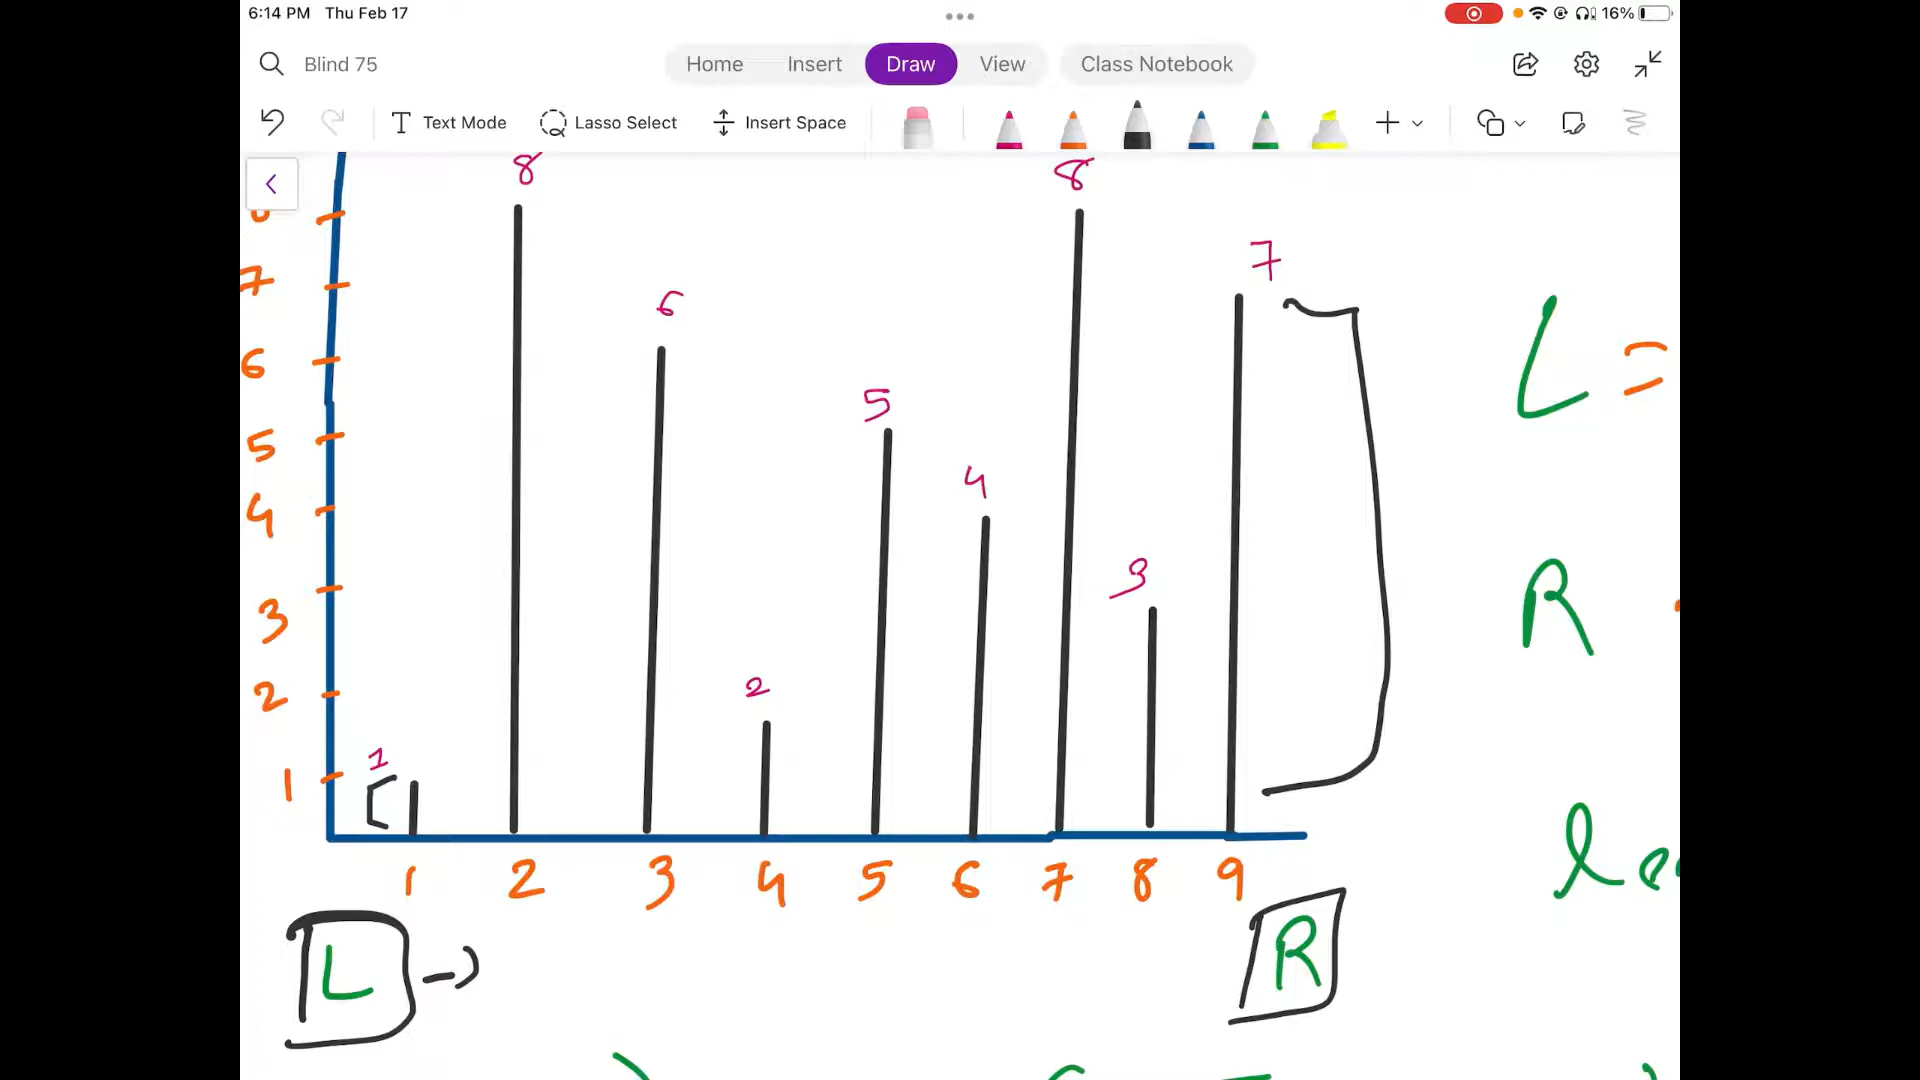 6:14 PM Thu Feb 17
16%
Blind 75
Home Insert Draw View Class Notebook
Text Mode Lasso Select Insert Space
8 8
7 7
6 6
5 5
4 4
3 3
2 2
1 1
1 2 3 4 5 6 7 8 9
L =
R
L R